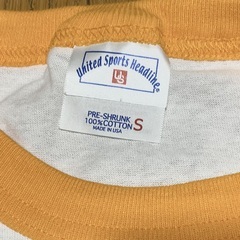 United Sports Headline®
US
PRE-SHRUNK
100% COTTON S
MADE IN USA